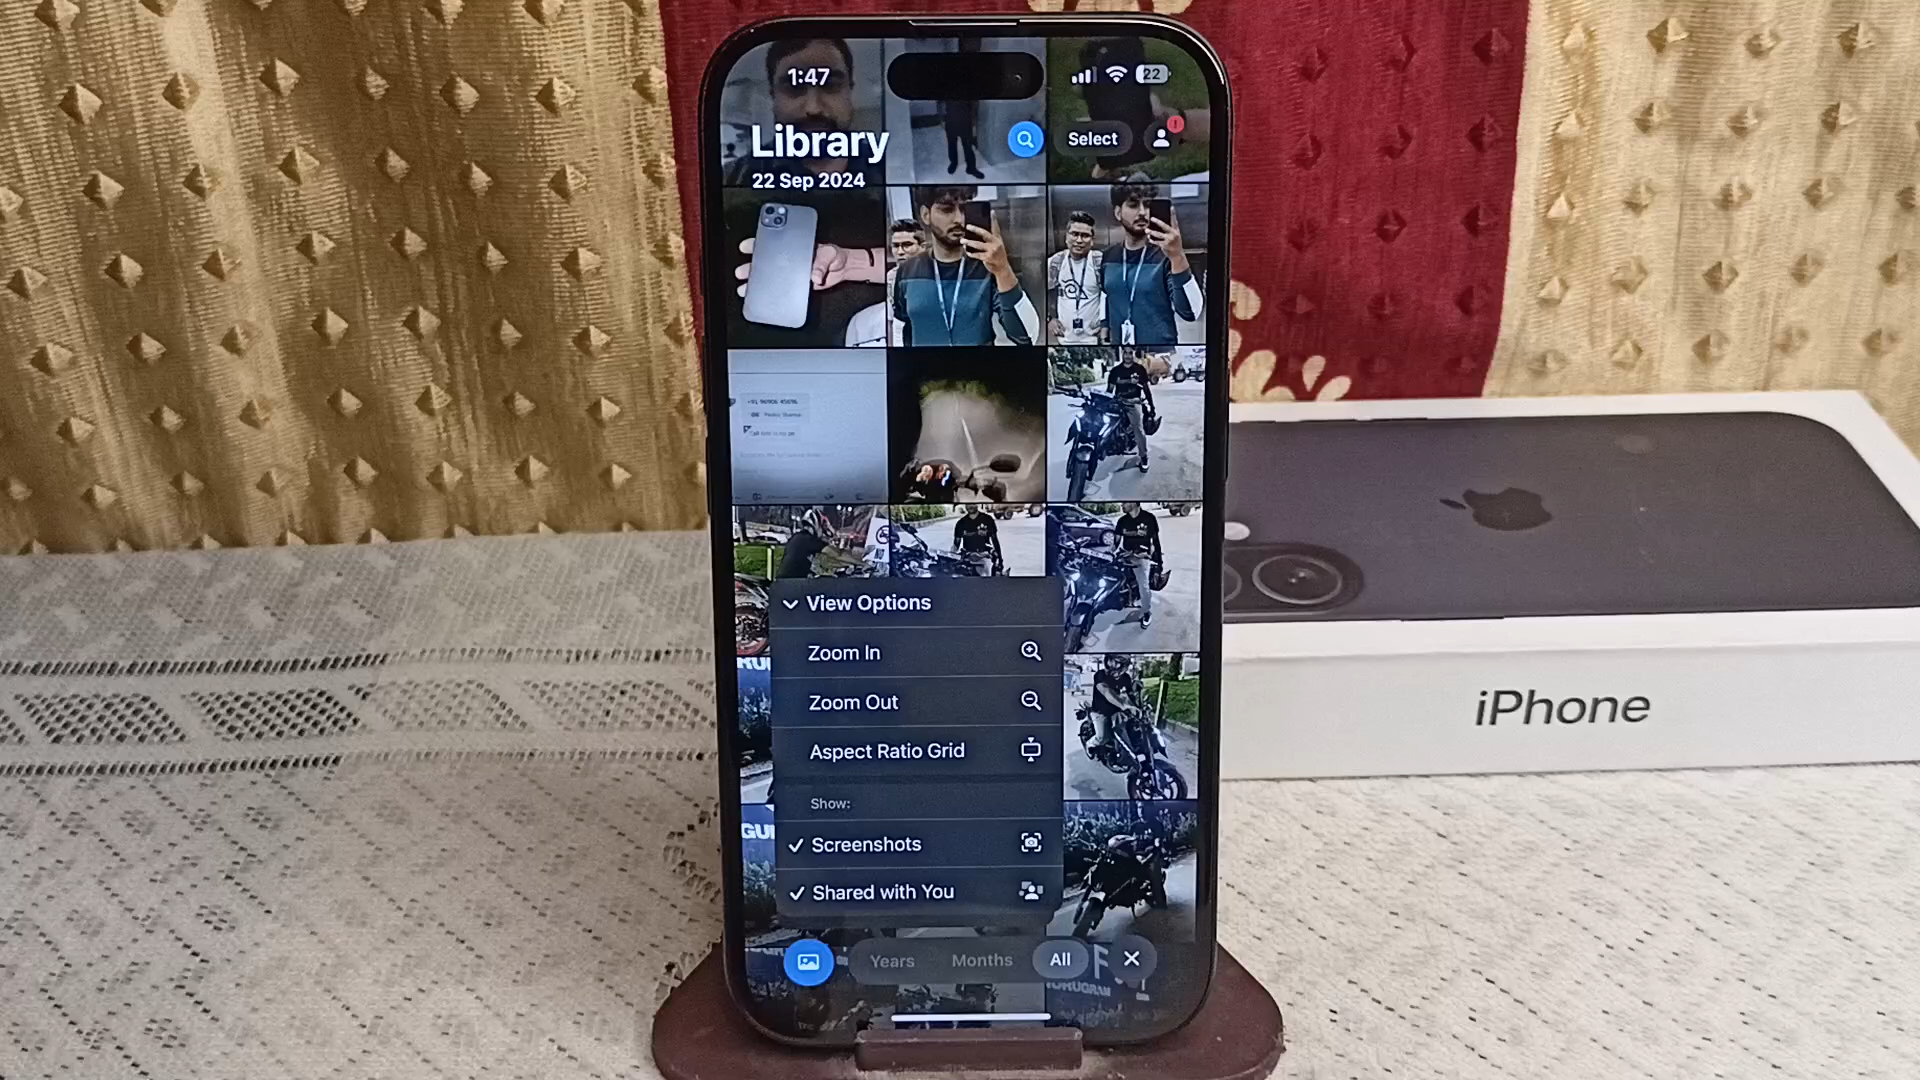 1:47
22
Library
Select
!
22 Sep 2024
View Options
Zoom In
Zoom Out
Aspect Ratio Grid
Show:
Screenshots
Shared with You
Years
Months
All
GURUGRAM
iPhone